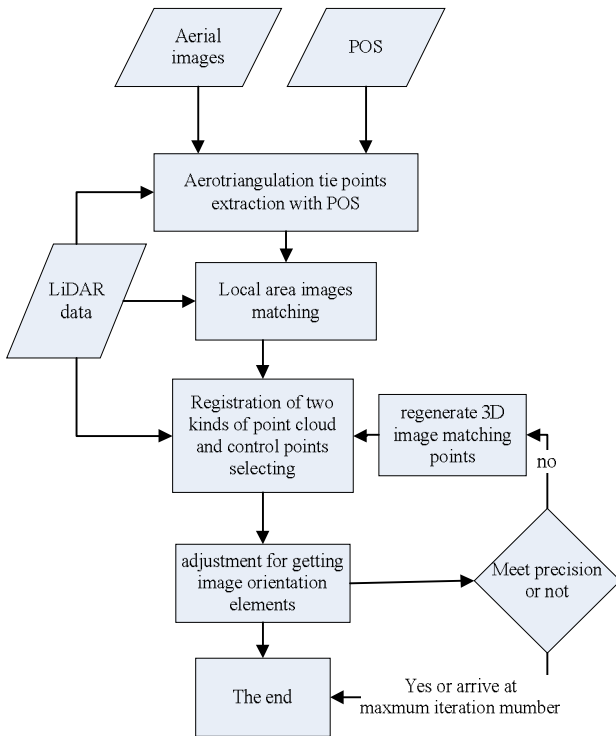 Aerial
images
POS
Aerotriangulation tie points
extraction with POS
LiDAR
data
Local area images
matching
Registration of two
kinds of point cloud
and control points
selecting
regenerate 3D
image matching
points
no
adjustment for getting
image orientation
elements
Meet precision
or not
The end
Yes or arrive at
maxmum iteration number